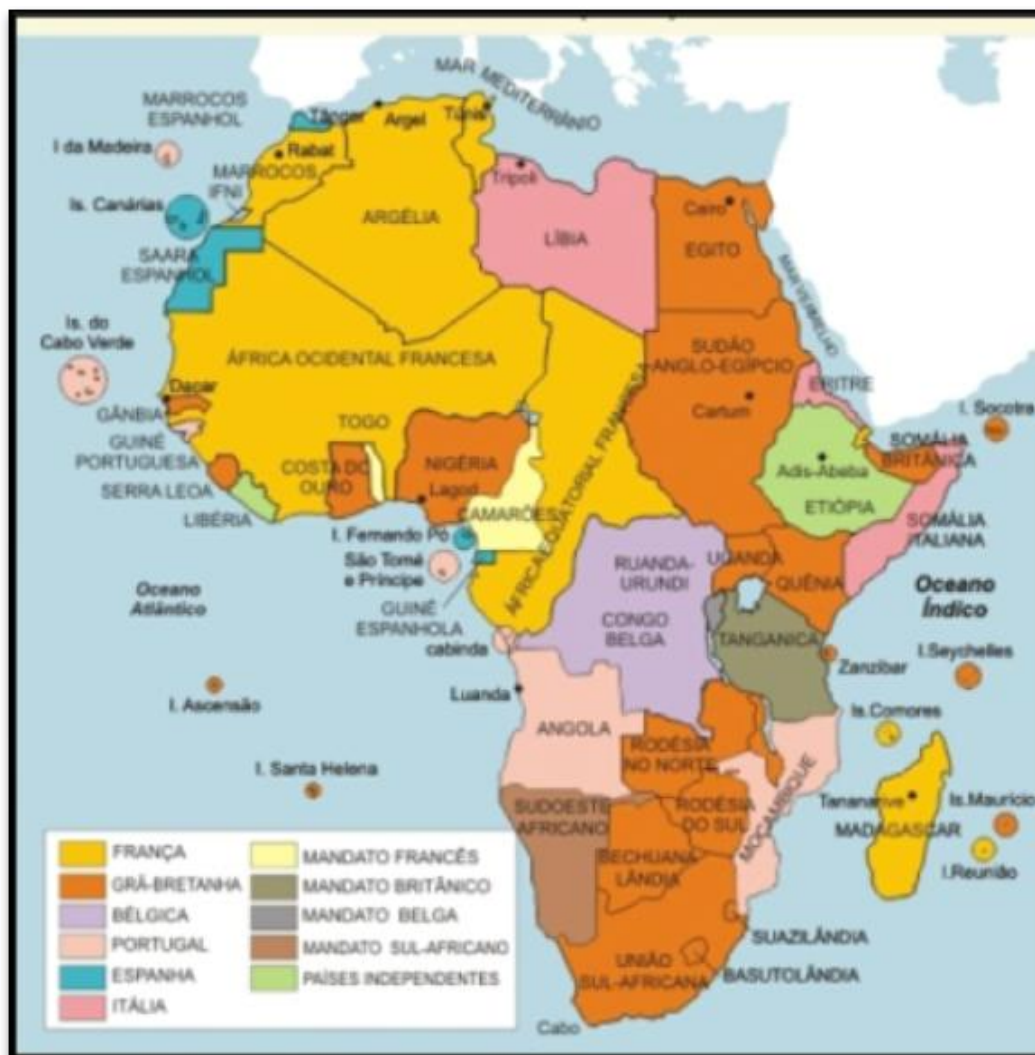 MAR MEDITERRÂNIO
MARROCOS
ESPANHOL
Tânger
Argel
Túnis
I da Madeira
Rabat
MARROCOS
IFNI
Tripoli
Is. Canárias
ARGÉLIA
LÍBIA
Cairo
EGITO
SAARA
ESPANHOL
MAR VERMELHO
Is. do
Cabo Verde
ÁFRICA OCIDENTAL FRANCESA
SUDÃO
ANGLO-EGÍPCIO
ERITRE
Dacar
Cartum
I. Socotra
GÂNBIA
TOGO
GUINÉ
PORTUGUESA
COSTA DO
OURO
NIGÉRIA
ÁFRICA EQUATORIAL FRANCESA
SOMÁLIA
BRITÂNICA
Adis-Abeba
SERRA LEOA
Lagos
ETIÓPIA
LIBÉRIA
CAMARÕES
I. Fernando Pó
SOMÁLIA
ITALIANA
São Tomé
e Príncipe
RUANDA-
URUNDI
UGANDA
QUÊNIA
Oceano
Atlântico
Oceano
Índico
GUINÉ
ESPANHOLA
CONGO
BELGA
TANGANICA
cabinda
Zanzibar
I.Seychelles
Luanda
I. Ascensão
ANGOLA
Is.Comores
RODÉSIA
NO NORTE
MOÇAMBIQUE
I. Santa Helena
SUDOESTE
AFRICANO
RODÉSIA
DO SUL
Tananarive
Is.Maurício
MADAGASCAR
BECHUANA
LÂNDIA
I.Reunião
SUAZILÂNDIA
UNIÃO
SUL-AFRICANA
BASUTOLÂNDIA
Cabo
FRANÇA
GRÃ-BRETANHA
BÉLGICA
PORTUGAL
ESPANHA
ITÁLIA
MANDATO FRANCÊS
MANDATO BRITÂNICO
MANDATO BELGA
MANDATO SUL-AFRICANO
PAÍSES INDEPENDENTES